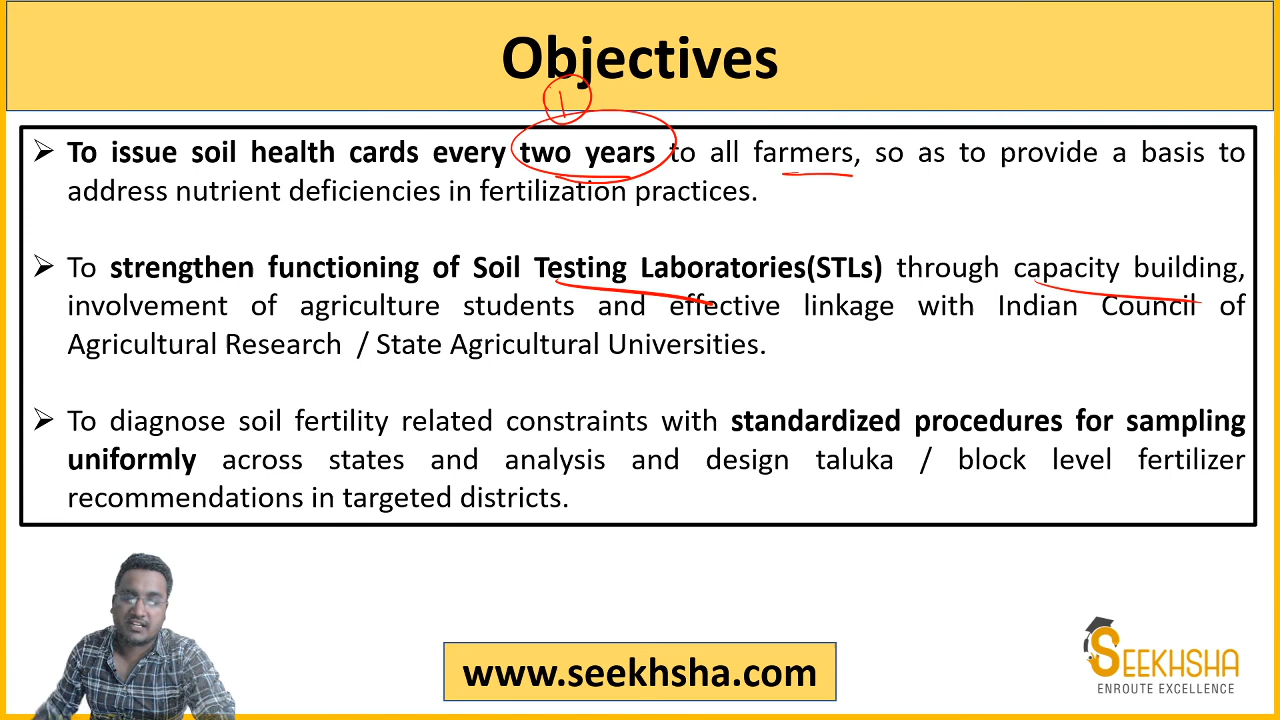 Objectives
1
➢ To issue soil health cards every two years to all farmers, so as to provide a basis to
address nutrient deficiencies in fertilization practices.
➢ To strengthen functioning of Soil Testing Laboratories(STLs) through capacity building,
involvement of agriculture students and effective linkage with Indian Council of
Agricultural Research / State Agricultural Universities.
➢ To diagnose soil fertility related constraints with standardized procedures for sampling
uniformly across states and analysis and design taluka / block level fertilizer
recommendations in targeted districts.
www.seekhsha.com
SEEKHSHA
ENROUTE EXCELLENCE